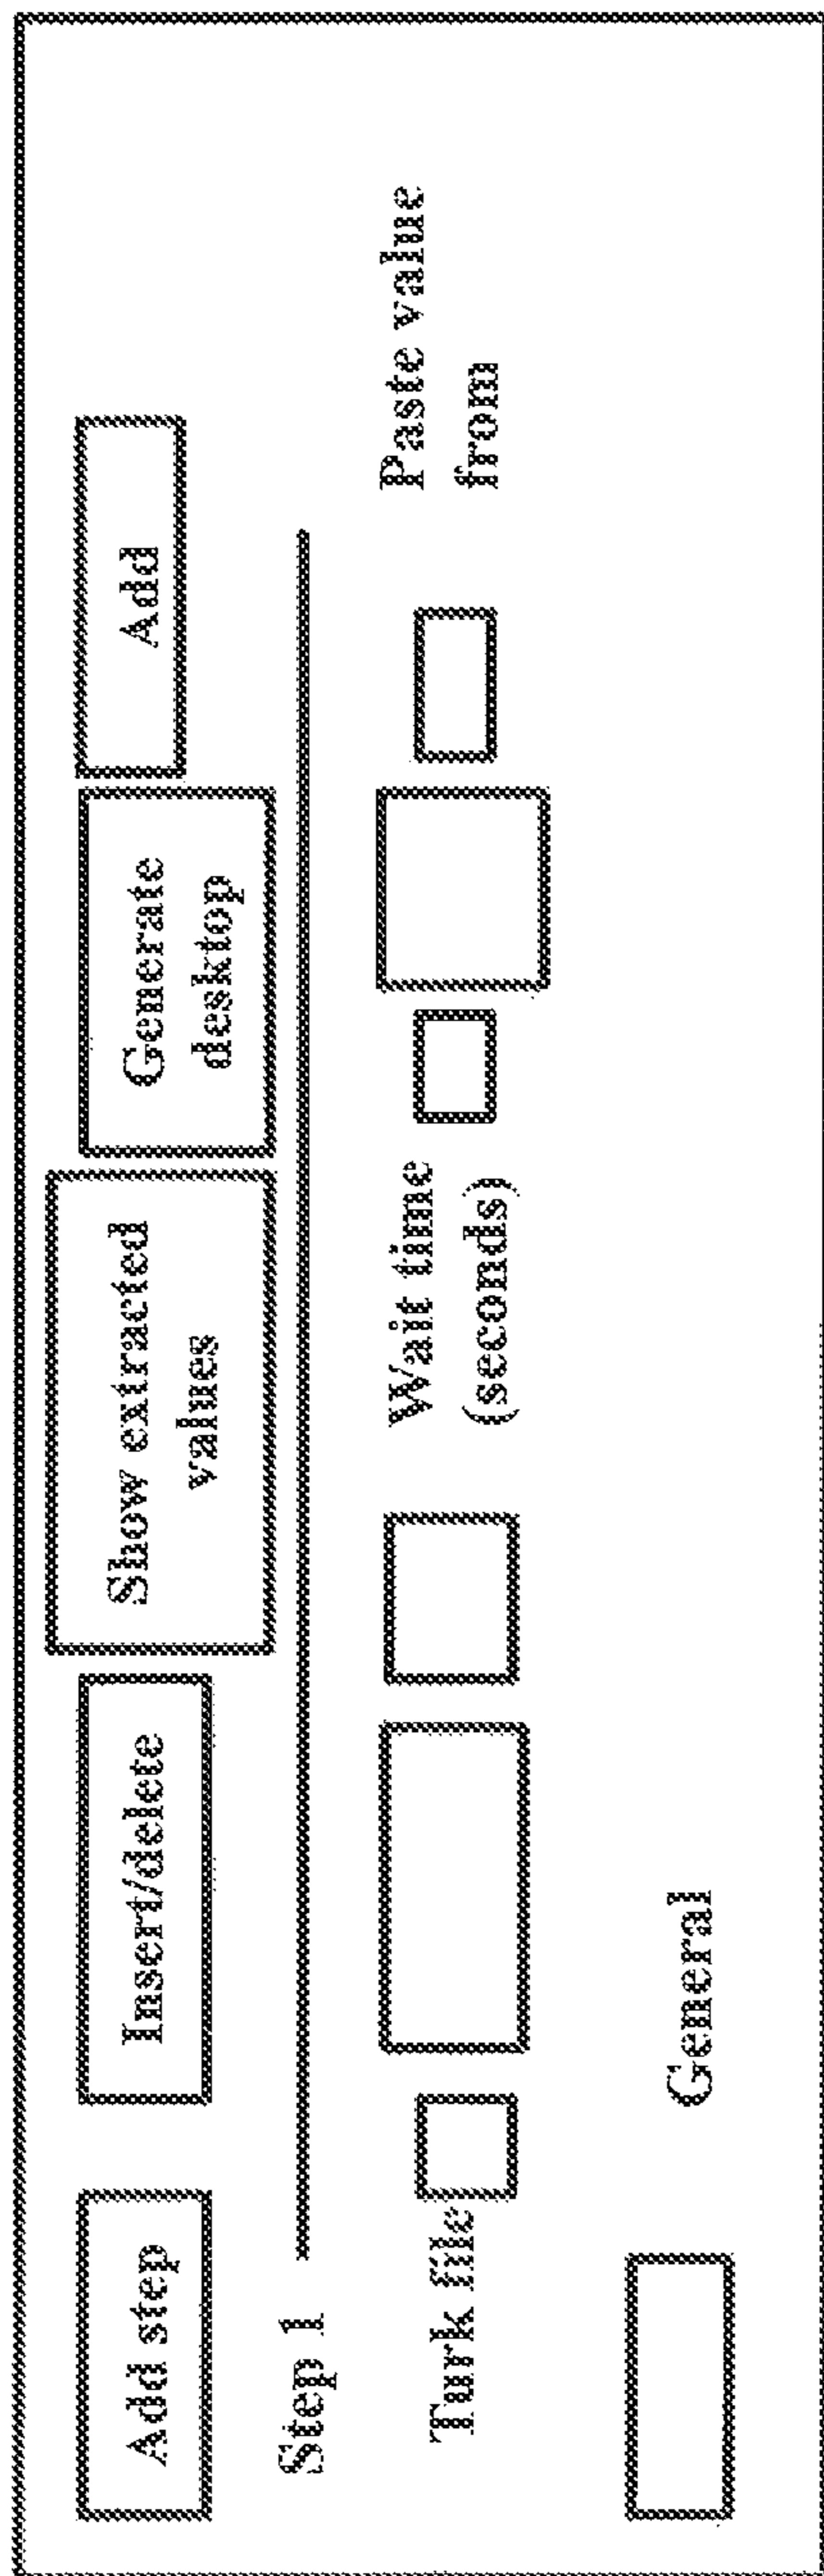 Add step
Insert/delete
Show extracted
values
Generate
desktop
Add
Step 1
Turk file
Wait time
(seconds)
Paste value
from
General